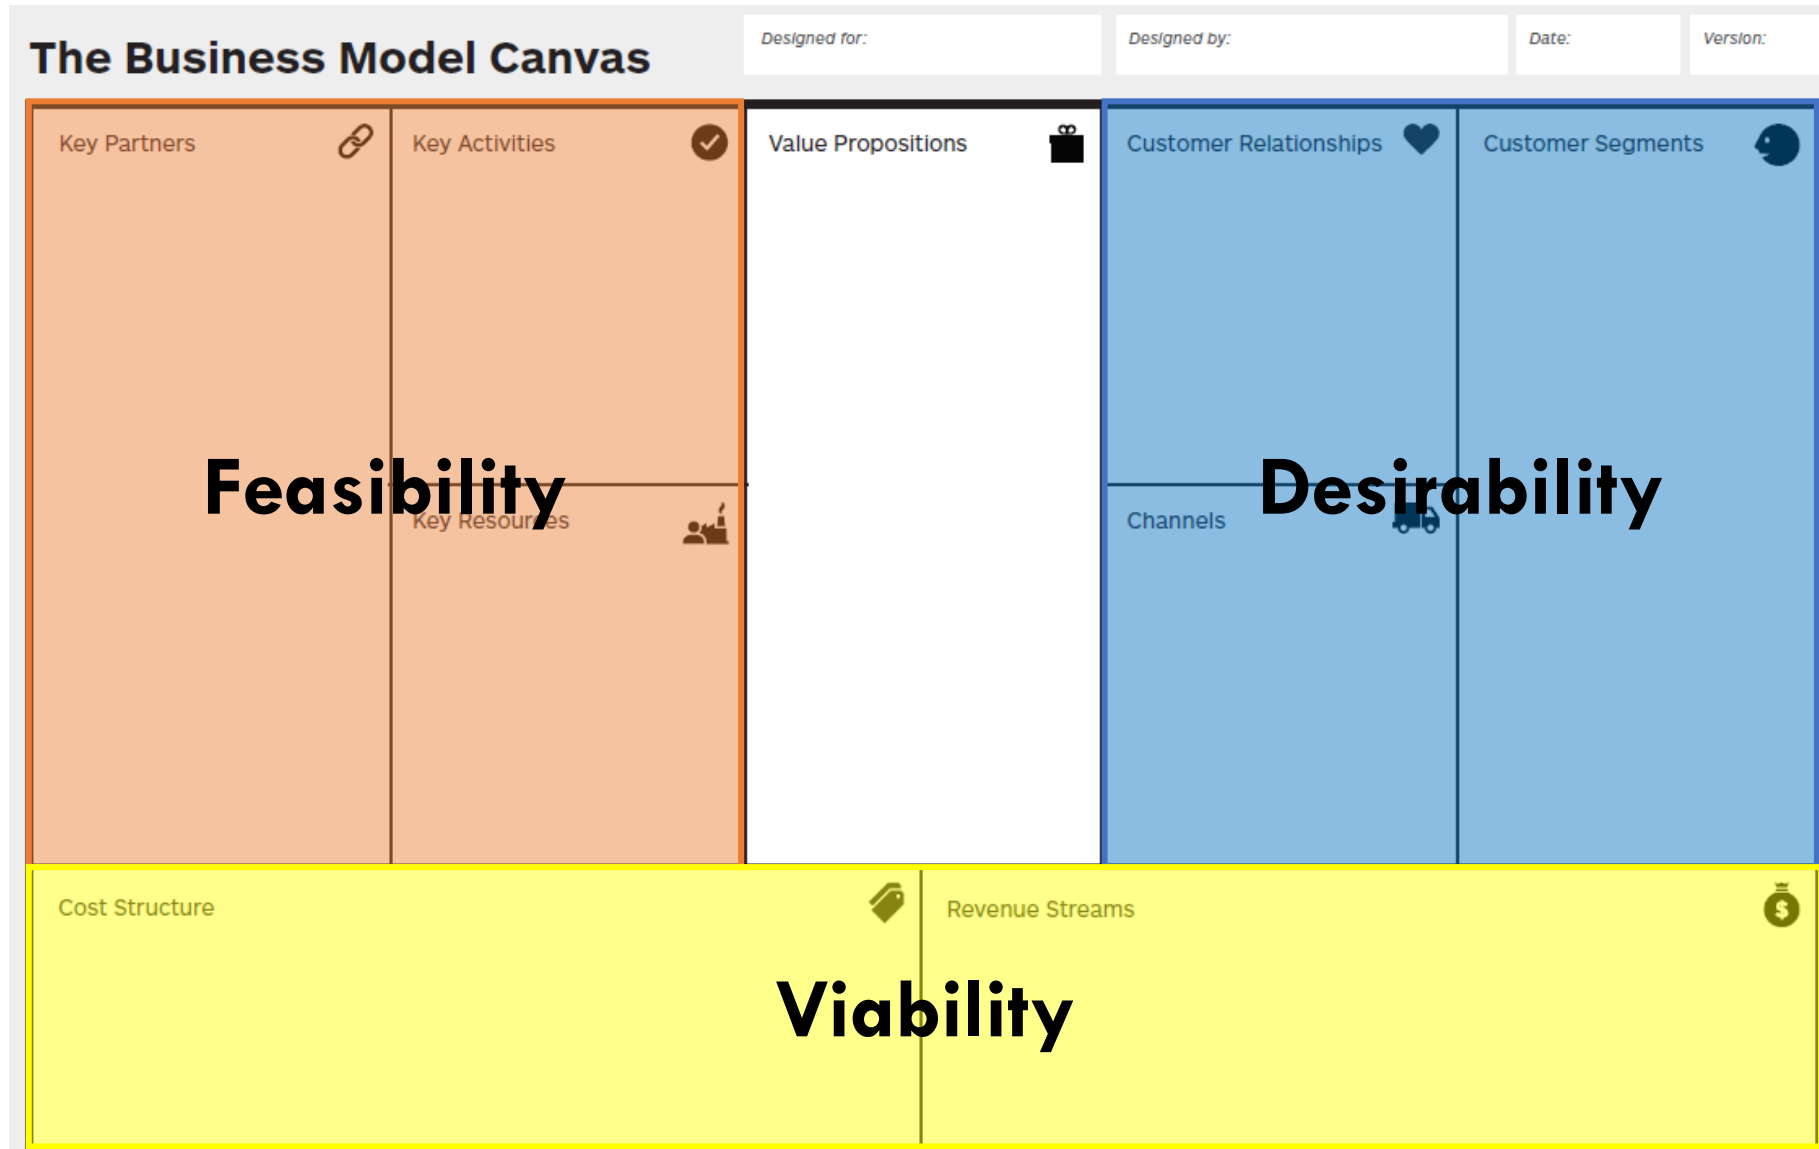 The Business Model Canvas
Designed for:
Designed by:
Date:
Version:
Key Partners
Key Activities
Value Propositions
Customer Relationships
Customer Segments
Feasibility
Desirability
Key Resources
Channels
Cost Structure
Revenue Streams
$
Viability